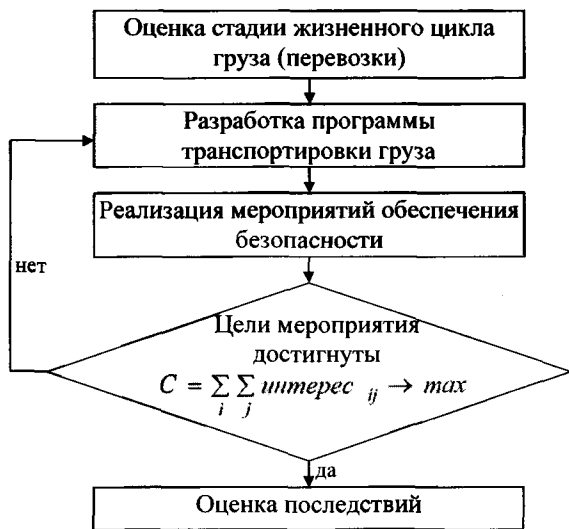 Оценка стадии жизненного цикла
груза (перевозки)
Разработка программы
транспортировки груза
Реализация мероприятий обеспечения
безопасности
нет
Цели мероприятия
достигнуты
C = ∑i ∑j интерес ij → max
да
Оценка последствий